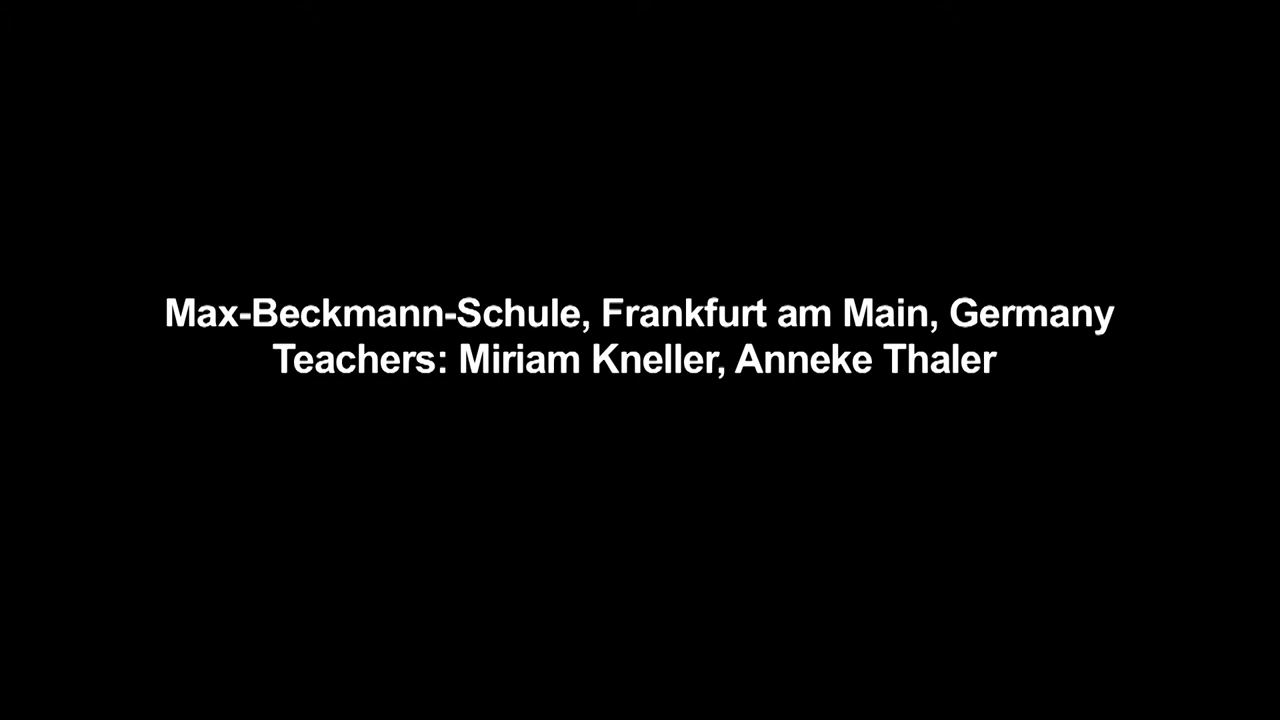 Max-Beckmann-Schule, Frankfurt am Main, Germany
Teachers: Miriam Kneller, Anneke Thaler